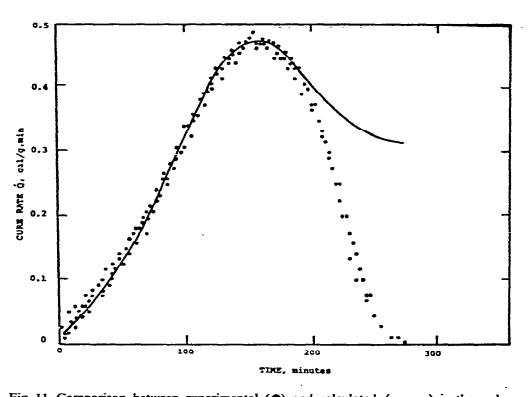 0.5
0.4
0.3
0.2
0.1
0
CURE RATE Q̇, cal/g.min
0 100 200 300
TIME, minutes
Fig 11 Comparison between experimental (●) and calculated (